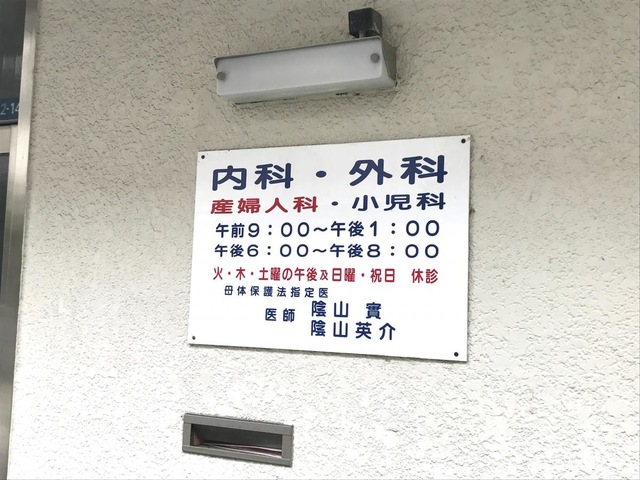 2-14
内科・外科
産婦人科・小児科
午前9：00〜午後1：00
午後6：00〜午後8：00
火・木・土曜の午後及日曜・祝日　休診
母体保護法指定医
医師　陰山　實
陰山英介